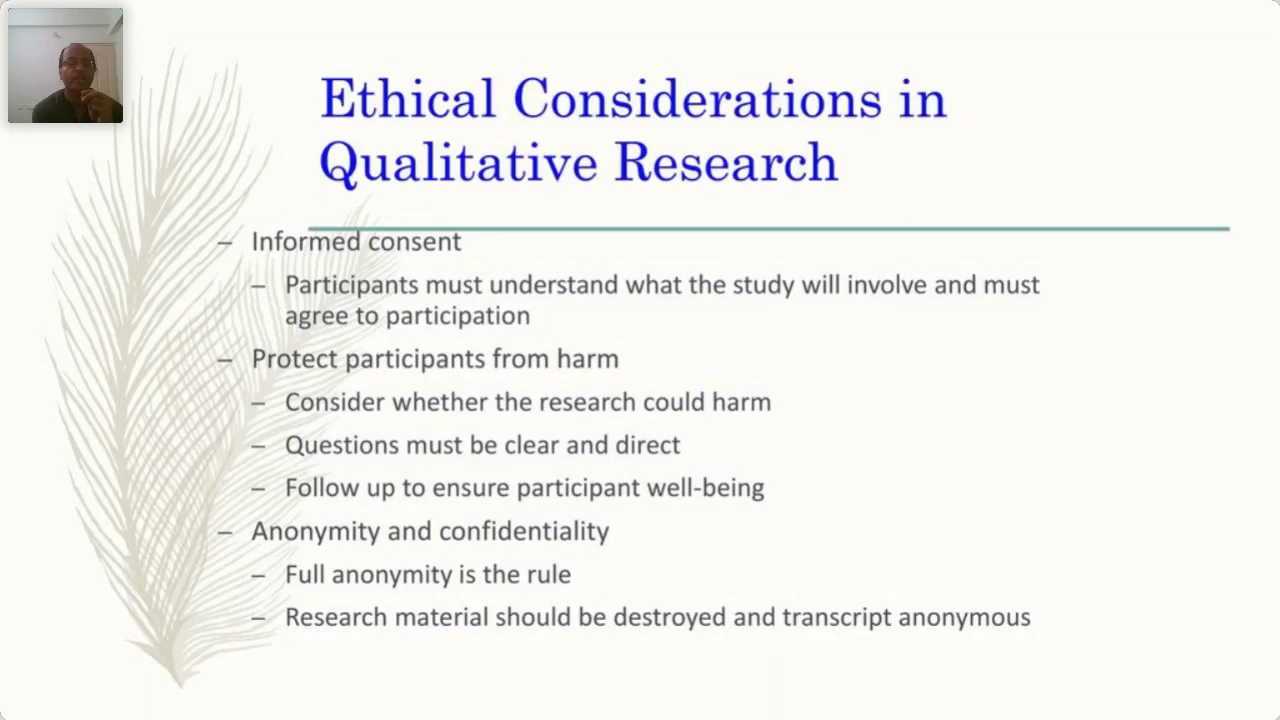 Ethical Considerations in
Qualitative Research
– Informed consent
– Participants must understand what the study will involve and must
agree to participation
– Protect participants from harm
– Consider whether the research could harm
– Questions must be clear and direct
– Follow up to ensure participant well-being
– Anonymity and confidentiality
– Full anonymity is the rule
– Research material should be destroyed and transcript anonymous